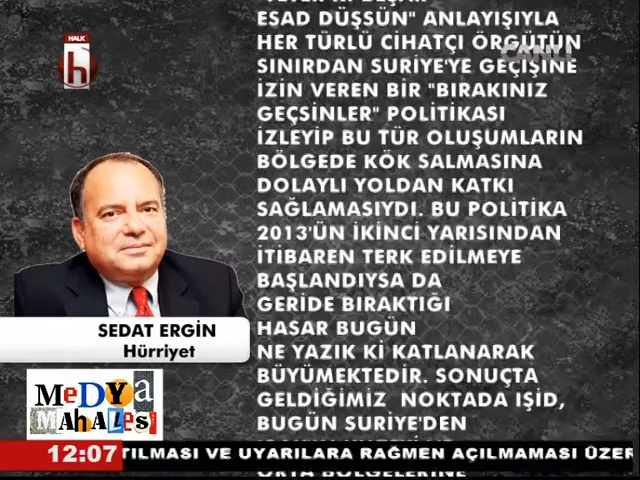 ESAD DÜŞSÜN" ANLAYIŞIYLA
HER TÜRLÜ CİHATÇI ÖRGÜTÜN
SINIRDAN SURİYE'YE GEÇİŞİNE
İZİN VEREN BİR "BIRAKINIZ
GEÇSİNLER" POLİTİKASI
İZLEYİP BU TÜR OLUŞUMLARIN
BÖLGEDE KÖK SALMASINA
DOLAYLI YOLDAN KATKI
SAĞLAMASIYDI. BU POLİTİKA
2013'ÜN İKİNCİ YARISINDAN
İTİBAREN TERK EDİLMEYE
BAŞLANDIYSA DA
GERİDE BIRAKTIĞI
HASAR BUGÜN
NE YAZIK Kİ KATLANARAK
BÜYÜMEKTEDİR. SONUÇTA
GELDİĞİMİZ NOKTADA IŞİD,
BUGÜN SURİYE'DEN
HALK
h
CANLI
SEDAT ERGİN
Hürriyet
MeDYa
MaHaLLesi
12:07 TILMASI VE UYARILARA RAĞMEN AÇILMAMASI ÜZER